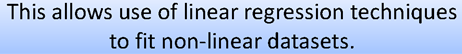 This allows use of linear regression techniques
to fit non-linear datasets.